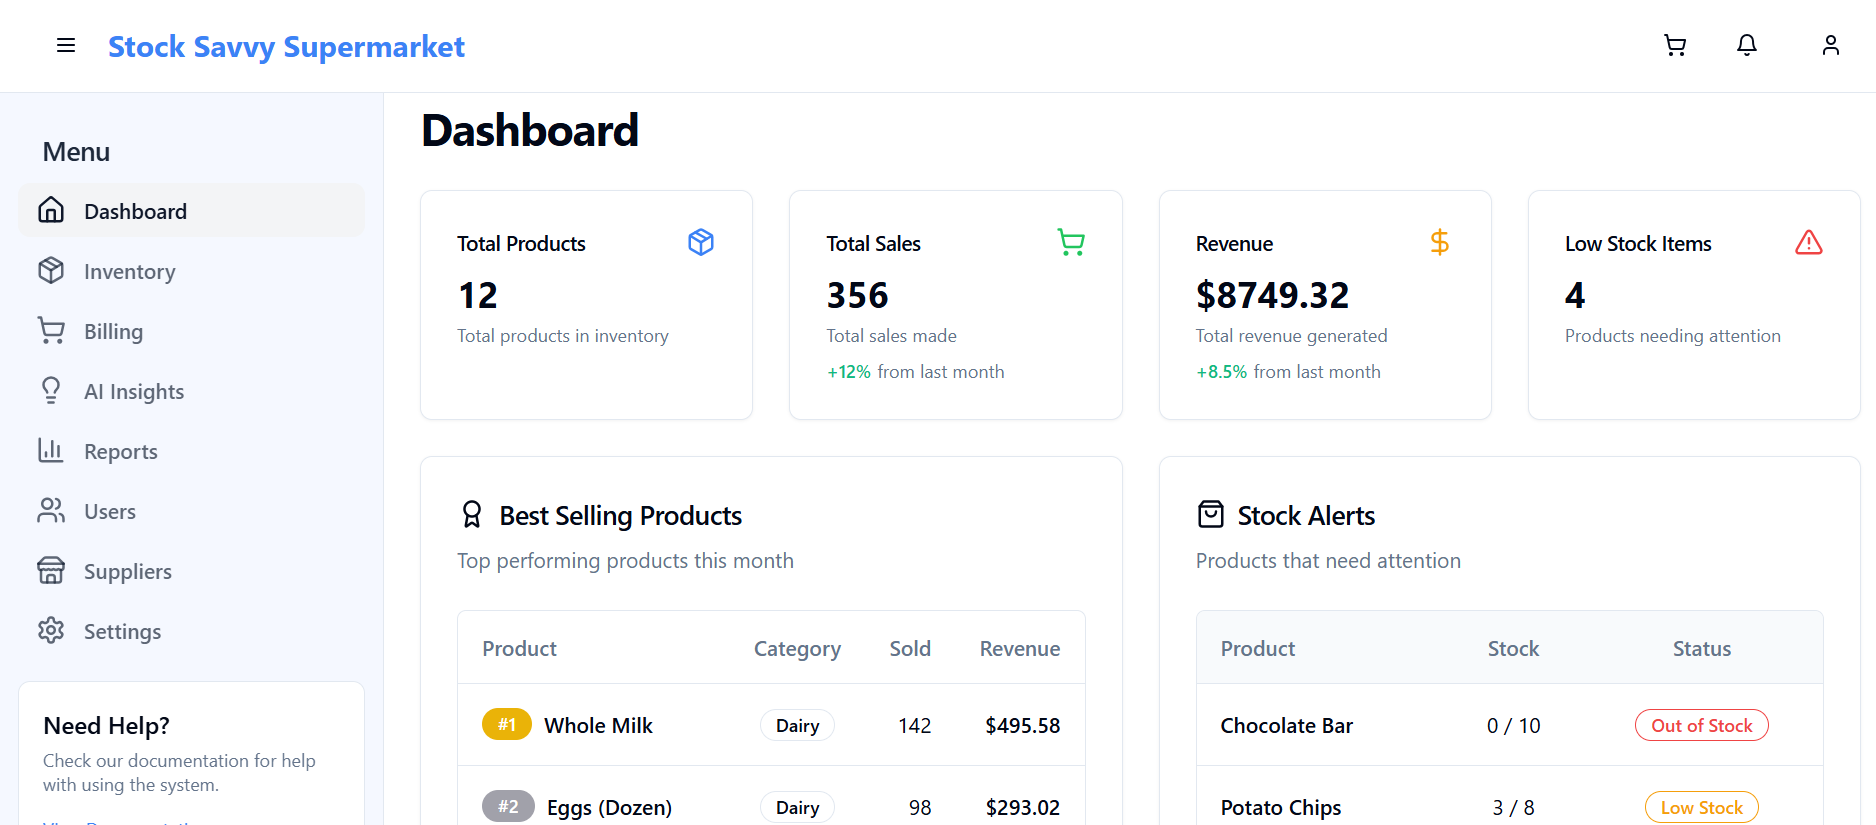 Stock Savvy Supermarket
Menu
Dashboard
Inventory
Billing
AI Insights
Reports
Users
Suppliers
Settings
Need Help?
Check our documentation for help
with using the system.
Dashboard
Total Products
12
Total products in inventory
Total Sales
356
Total sales made
+12% from last month
Revenue
$8749.32
Total revenue generated
+8.5% from last month
Low Stock Items
4
Products needing attention
Best Selling Products
Top performing products this month
Product Category Sold Revenue
#1 Whole Milk Dairy 142 $495.58
#2 Eggs (Dozen) Dairy 98 $293.02
Stock Alerts
Products that need attention
Product Stock Status
Chocolate Bar 0 / 10 Out of Stock
Potato Chips 3 / 8 Low Stock